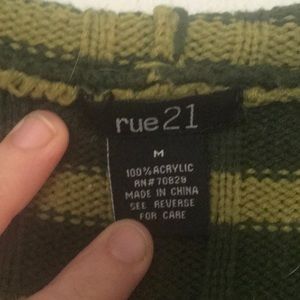 rue21
M
100% ACRYLIC
RN# 70829
MADE IN CHINA
SEE REVERSE
FOR CARE